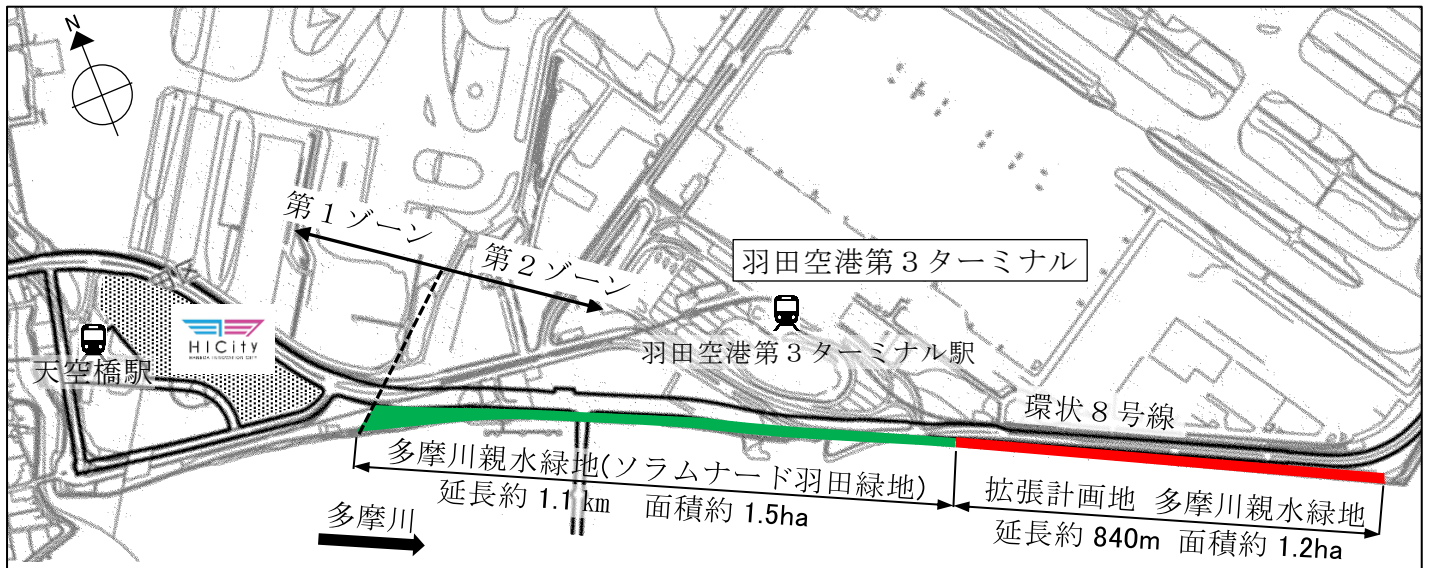 N
第1ゾーン
第2ゾーン
羽田空港第3ターミナル
HICity
HANEDA INNOVATION CITY
天空橋駅
羽田空港第3ターミナル駅
環状8号線
多摩川親水緑地(ソラムナード羽田緑地)
延長約 1.1 km 面積約 1.5ha
拡張計画地 多摩川親水緑地
延長約 840m 面積約 1.2ha
多摩川